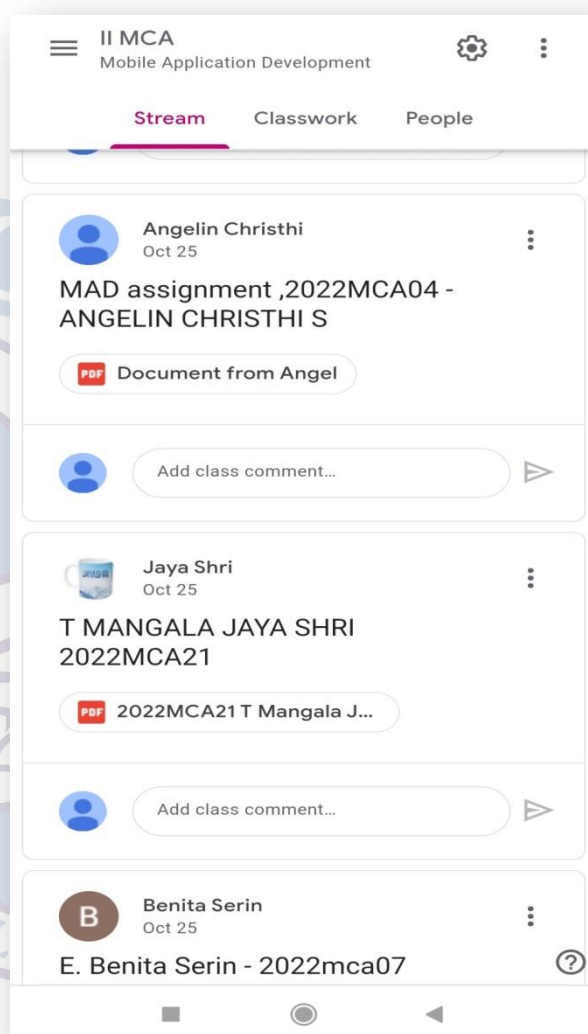 II MCA
Mobile Application Development
Stream Classwork People
Angelin Christhi
Oct 25
MAD assignment ,2022MCA04 -
ANGELIN CHRISTHI S
PDF Document from Angel
Add class comment...
Jaya Shri
Oct 25
T MANGALA JAYA SHRI
2022MCA21
PDF 2022MCA21 T Mangala J...
Add class comment...
B
Benita Serin
Oct 25
E. Benita Serin - 2022mca07